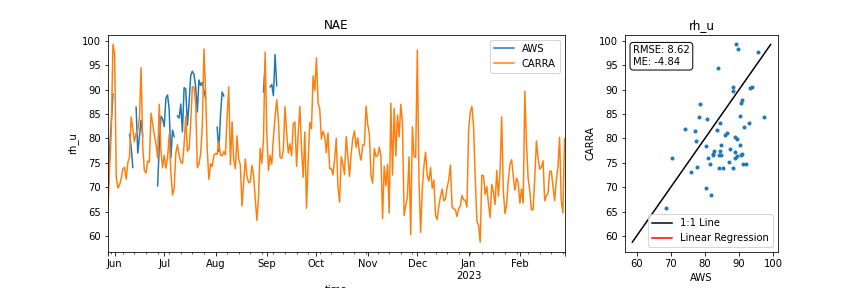 NAE
rh_u
100
95
90
85
80
75
70
65
60
AWS
CARRA
Jun
Jul
Aug
Sep
Oct
Nov
Dec
Jan
2023
Feb
time
rh_u
CARRA
100
95
90
85
80
75
70
65
60
RMSE: 8.62
ME: -4.84
1:1 Line
Linear Regression
60
70
80
90
100
AWS